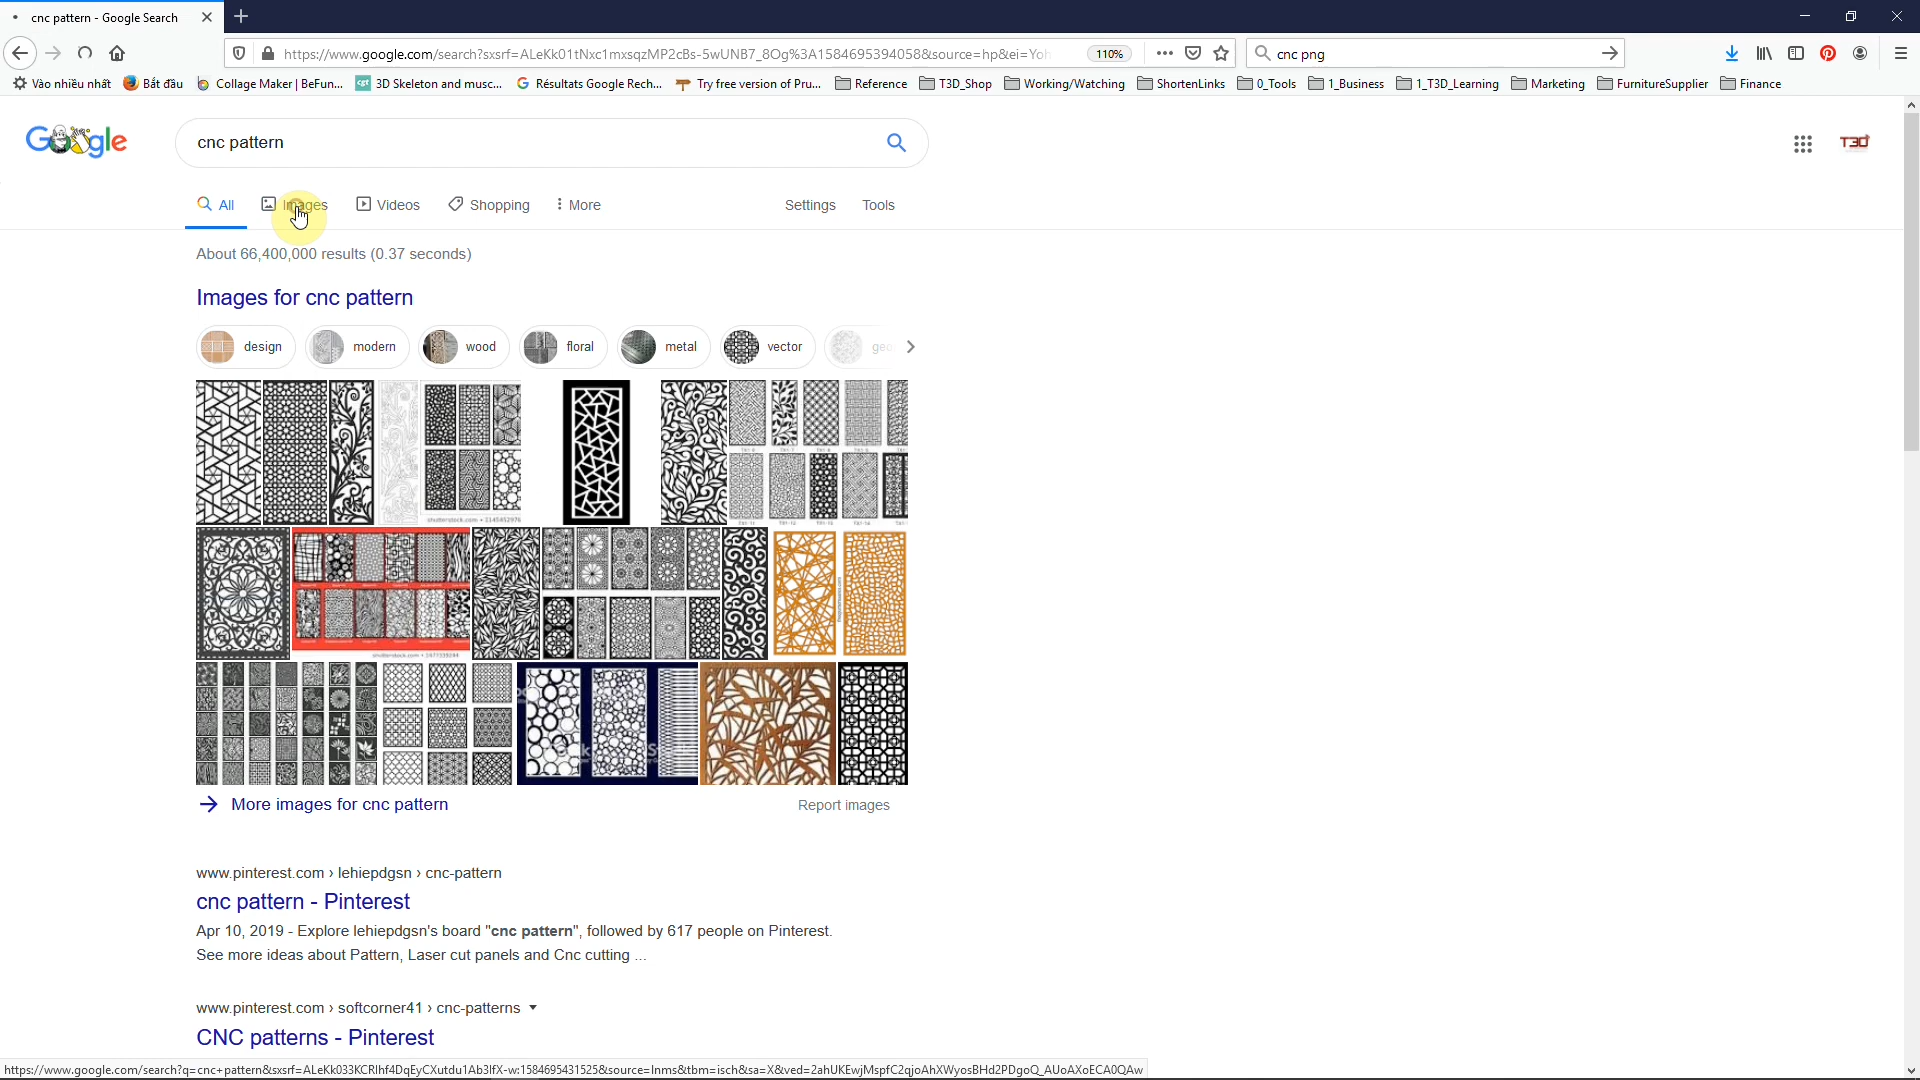 cnc pattern - Google Search
https://www.google.com/search?sxsrf=ALeKk01tNxc1mxsqzMP2cBs-5wUNB7_8Og%3A1584695394058&source=hp&ei=Yoh
110%
cnc png
Vào nhiều nhất
Bắt đầu
Collage Maker | BeFun...
3D Skeleton and musc...
Résultats Google Rech...
Try free version of Pru...
Reference
T3D_Shop
Working/Watching
ShortenLinks
0_Tools
1_Business
1_T3D_Learning
Marketing
FurnitureSupplier
Finance
Google
cnc pattern
T3D
All
Images
Videos
Shopping
More
Settings
Tools
About 66,400,000 results (0.37 seconds)
Images for cnc pattern
design
modern
wood
floral
metal
vector
geo
More images for cnc pattern
Report images
www.pinterest.com › lehiepdgsn › cnc-pattern
cnc pattern - Pinterest
Apr 10, 2019 - Explore lehiepdgsn's board "cnc pattern", followed by 617 people on Pinterest.
See more ideas about Pattern, Laser cut panels and Cnc cutting ...
www.pinterest.com › softcorner41 › cnc-patterns
CNC patterns - Pinterest
https://www.google.com/search?q=cnc+pattern&sxsrf=ALeKk033KCRlhf4DqEyCXutdu1Ab3lfX-w:1584695431525&source=lnms&tbm=isch&sa=X&ved=2ahUKEwjMspfC2qjoAhXWyosBHd2PDgoQ_AUoAXoECA0QAw